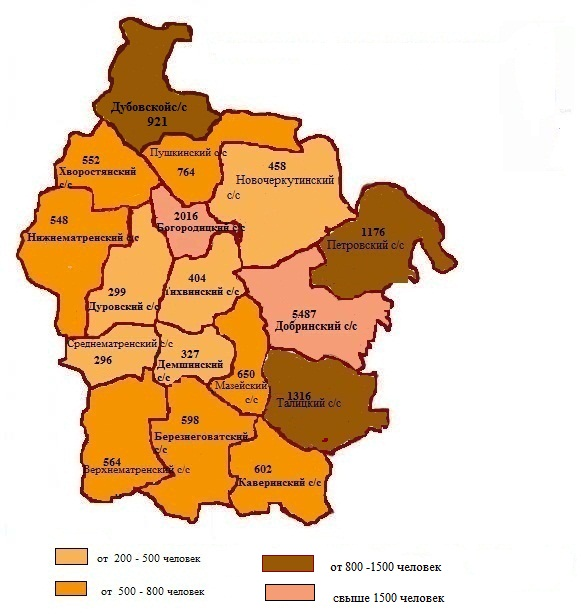 Дубовскойс/с
921
552
Хворостянский
с/с
Пушкинский с/с
764
458
Новочеркутинский
с/с
548
Нижнематренский с/с
2016
Богородицкий с/с
1176
Петровский с/с
299
Дуровский с/с
404
Тихвинский с/с
5487
Добринский с/с
Среднематренский с/с
296
327
Демшинский
с/с
650
Мазейский
с/с
1316
Талицкий с/с
598
Березнеговатский
с/с
564
Верхнематренский с/с
602
Каверинский с/с
от 200 - 500 человек
от 800 -1500 человек
от 500 - 800 человек
свыше 1500 человек